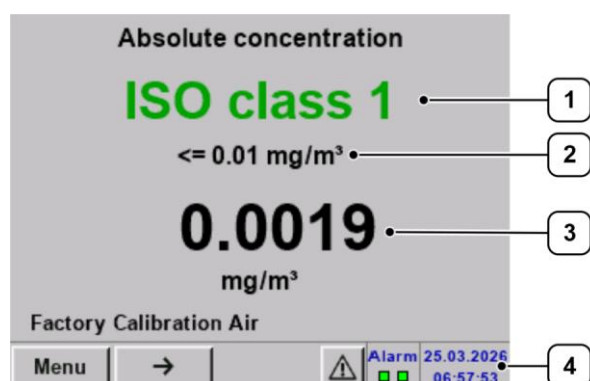 Absolute concentration
ISO class 1
1
<= 0.01 mg/m³
2
0.0019
3
mg/m³
Factory Calibration Air
Menu → Alarm 25.03.2026
06:57:53
4